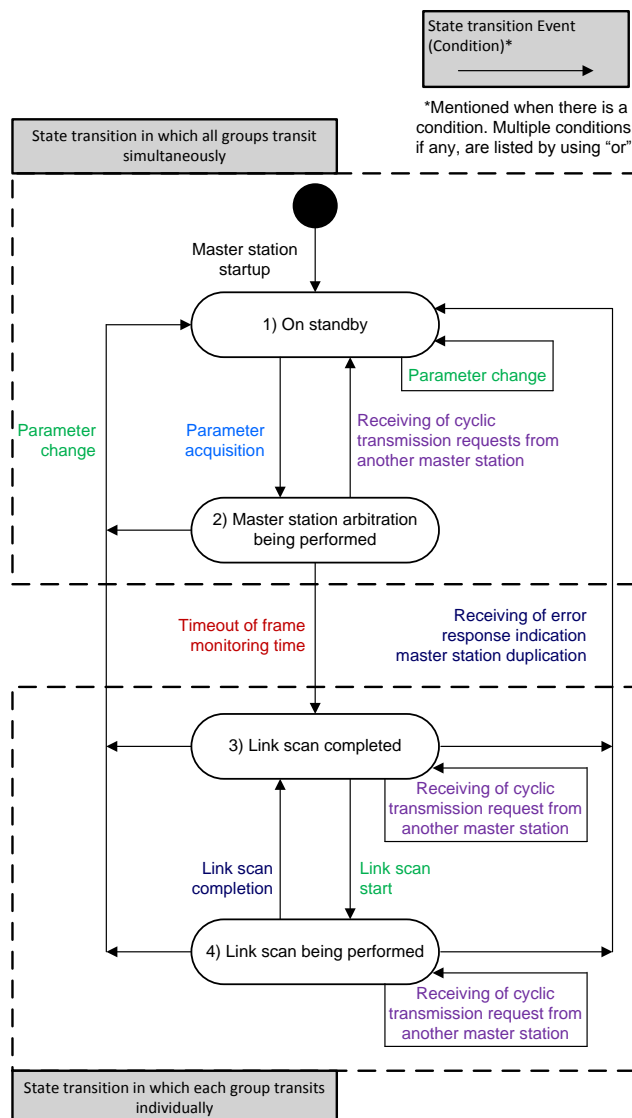 State transition Event
(Condition)*
*Mentioned when there is a
condition. Multiple conditions
if any, are listed by using “or”
State transition in which all groups transit
simultaneously
Master station
startup
1) On standby
Parameter change
Parameter
change
Parameter
acquisition
Receiving of cyclic
transmission requests from
another master station
2) Master station arbitration
being performed
Timeout of frame
monitoring time
Receiving of error
response indication
master station duplication
3) Link scan completed
Receiving of cyclic
transmission request from
another master station
Link scan
completion
Link scan
start
4) Link scan being performed
Receiving of cyclic
transmission request from
another master station
State transition in which each group transits
individually